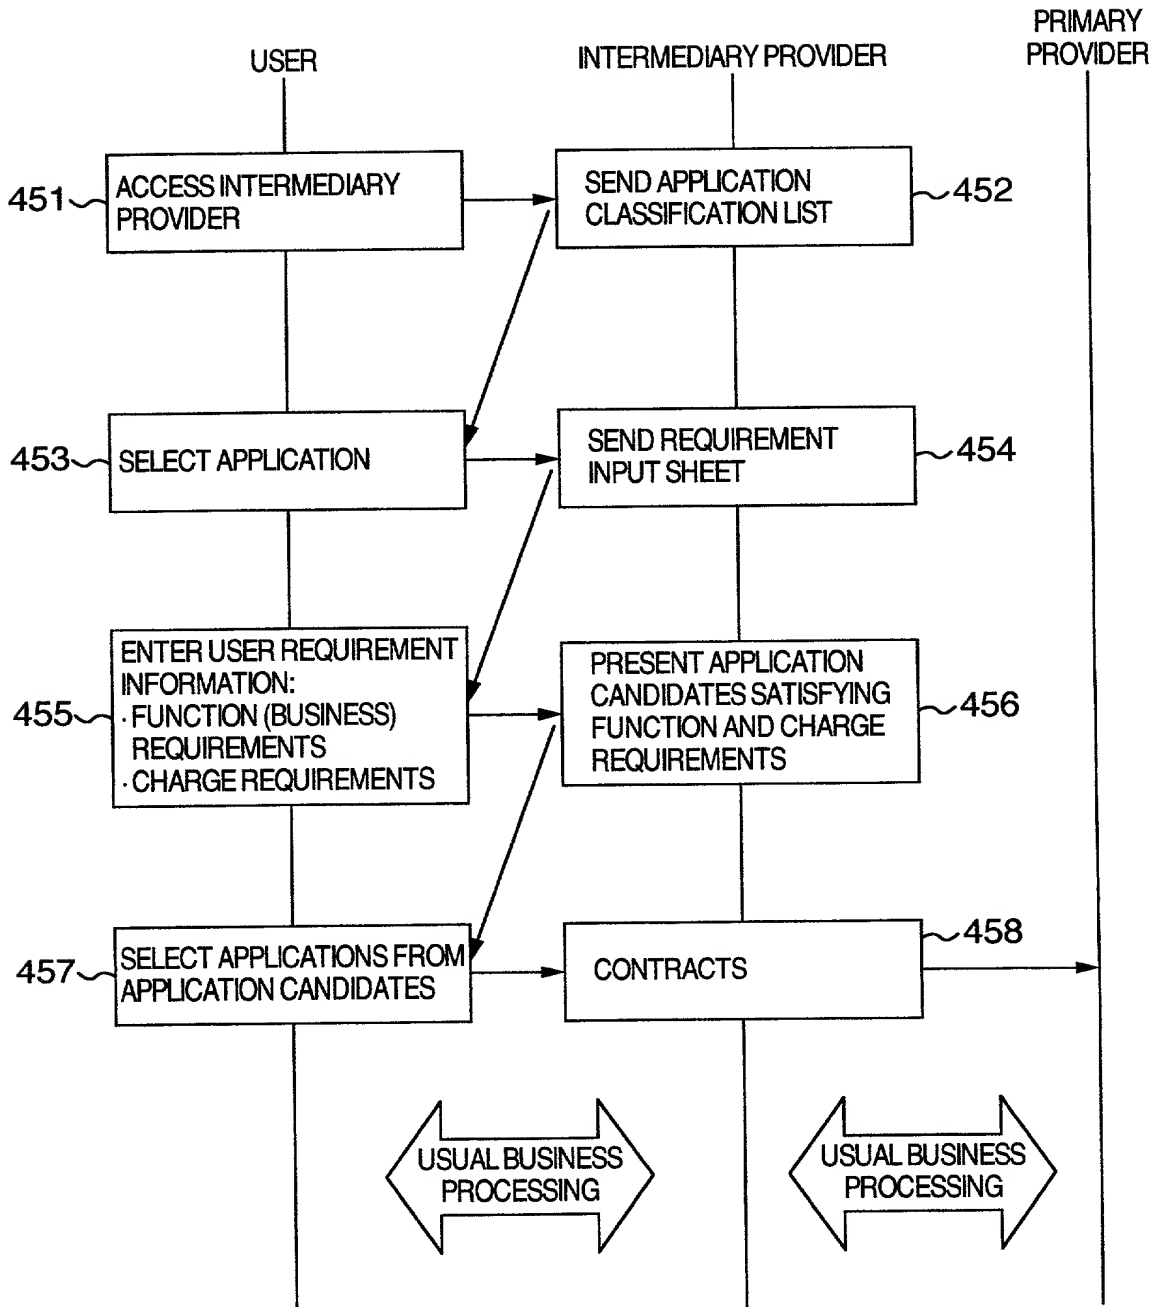 USER
INTERMEDIARY PROVIDER
PRIMARY
PROVIDER
451
ACCESS INTERMEDIARY
PROVIDER
SEND APPLICATION
CLASSIFICATION LIST
452
453
SELECT APPLICATION
SEND REQUIREMENT
INPUT SHEET
454
455
ENTER USER REQUIREMENT
INFORMATION:
· FUNCTION (BUSINESS)
REQUIREMENTS
· CHARGE REQUIREMENTS
PRESENT APPLICATION
CANDIDATES SATISFYING
FUNCTION AND CHARGE
REQUIREMENTS
456
457
SELECT APPLICATIONS FROM
APPLICATION CANDIDATES
CONTRACTS
458
USUAL BUSINESS
PROCESSING
USUAL BUSINESS
PROCESSING